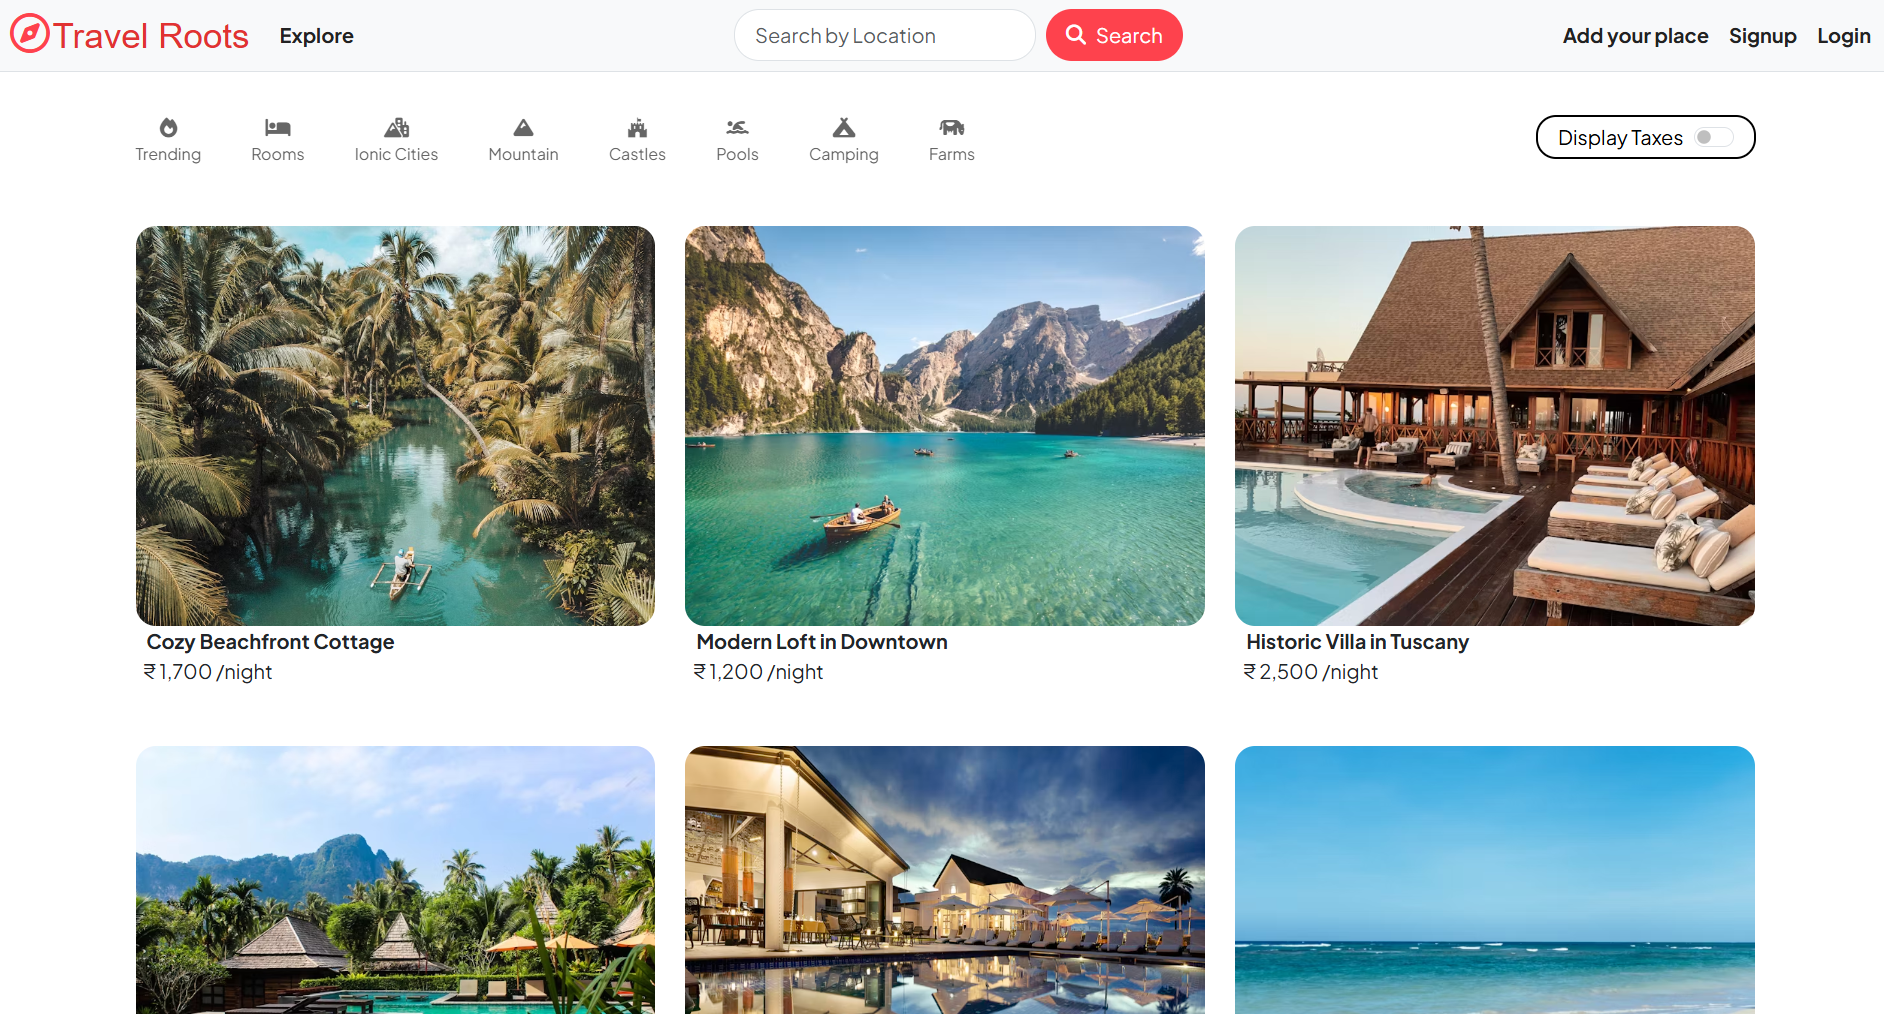 Travel Roots
Explore
Search by Location
Search
Add your place
Signup
Login
Trending
Rooms
Ionic Cities
Mountain
Castles
Pools
Camping
Farms
Display Taxes
Cozy Beachfront Cottage
₹ 1,700 /night
Modern Loft in Downtown
₹ 1,200 /night
Historic Villa in Tuscany
₹ 2,500 /night